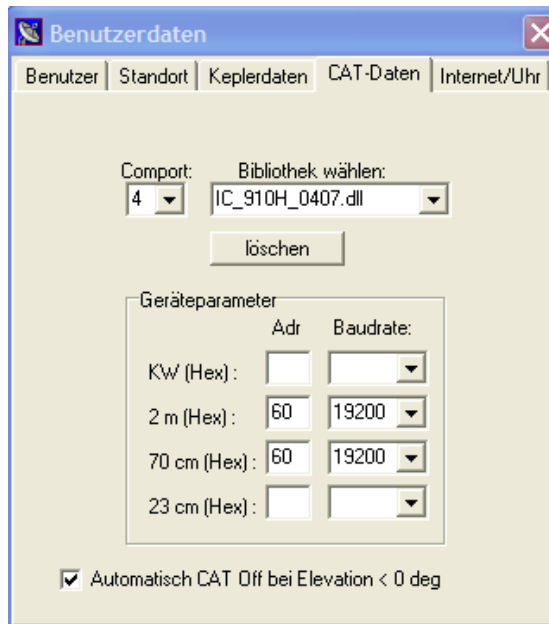 Benutzerdaten
Benutzer Standort Keplerdaten CAT-Daten Internet/Uhr
Comport: Bibliothek wählen:
4 IC_910H_0407.dll
löschen
Geräteparameter
Adr Baudrate:
KW (Hex) :
2 m (Hex) : 60 19200
70 cm (Hex) : 60 19200
23 cm (Hex) :
Automatisch CAT Off bei Elevation < 0 deg